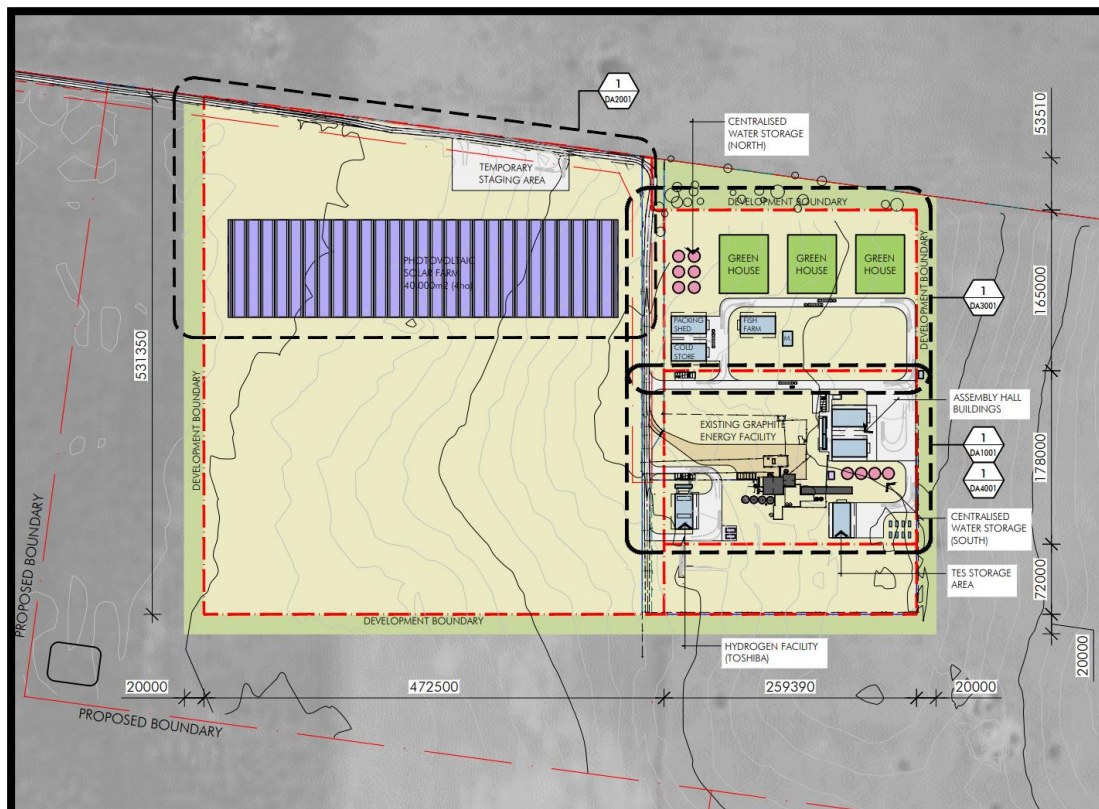 1
DA2001
CENTRALISED
WATER STORAGE
(NORTH)
53510
TEMPORARY
STAGING AREA
DEVELOPMENT BOUNDARY
PHOTOVOLTAIC
SOLAR FARM
40,000m2 (4ha)
GREEN
HOUSE
GREEN
HOUSE
GREEN
HOUSE
DEVELOPMENT BOUNDARY
1
DA3001
165000
PACKING
SHED
FISH
FARM
M
COLD
STORE
531350
DEVELOPMENT BOUNDARY
EXISTING GRAPHITE
ENERGY FACILITY
ASSEMBLY HALL
BUILDINGS
1
DA1001
1
DA4001
178000
CENTRALISED
WATER STORAGE
(SOUTH)
TES STORAGE
AREA
72000
DEVELOPMENT BOUNDARY
HYDROGEN FACILITY
(TOSHIBA)
20000
PROPOSED BOUNDARY
20000
472500
259390
20000
PROPOSED BOUNDARY